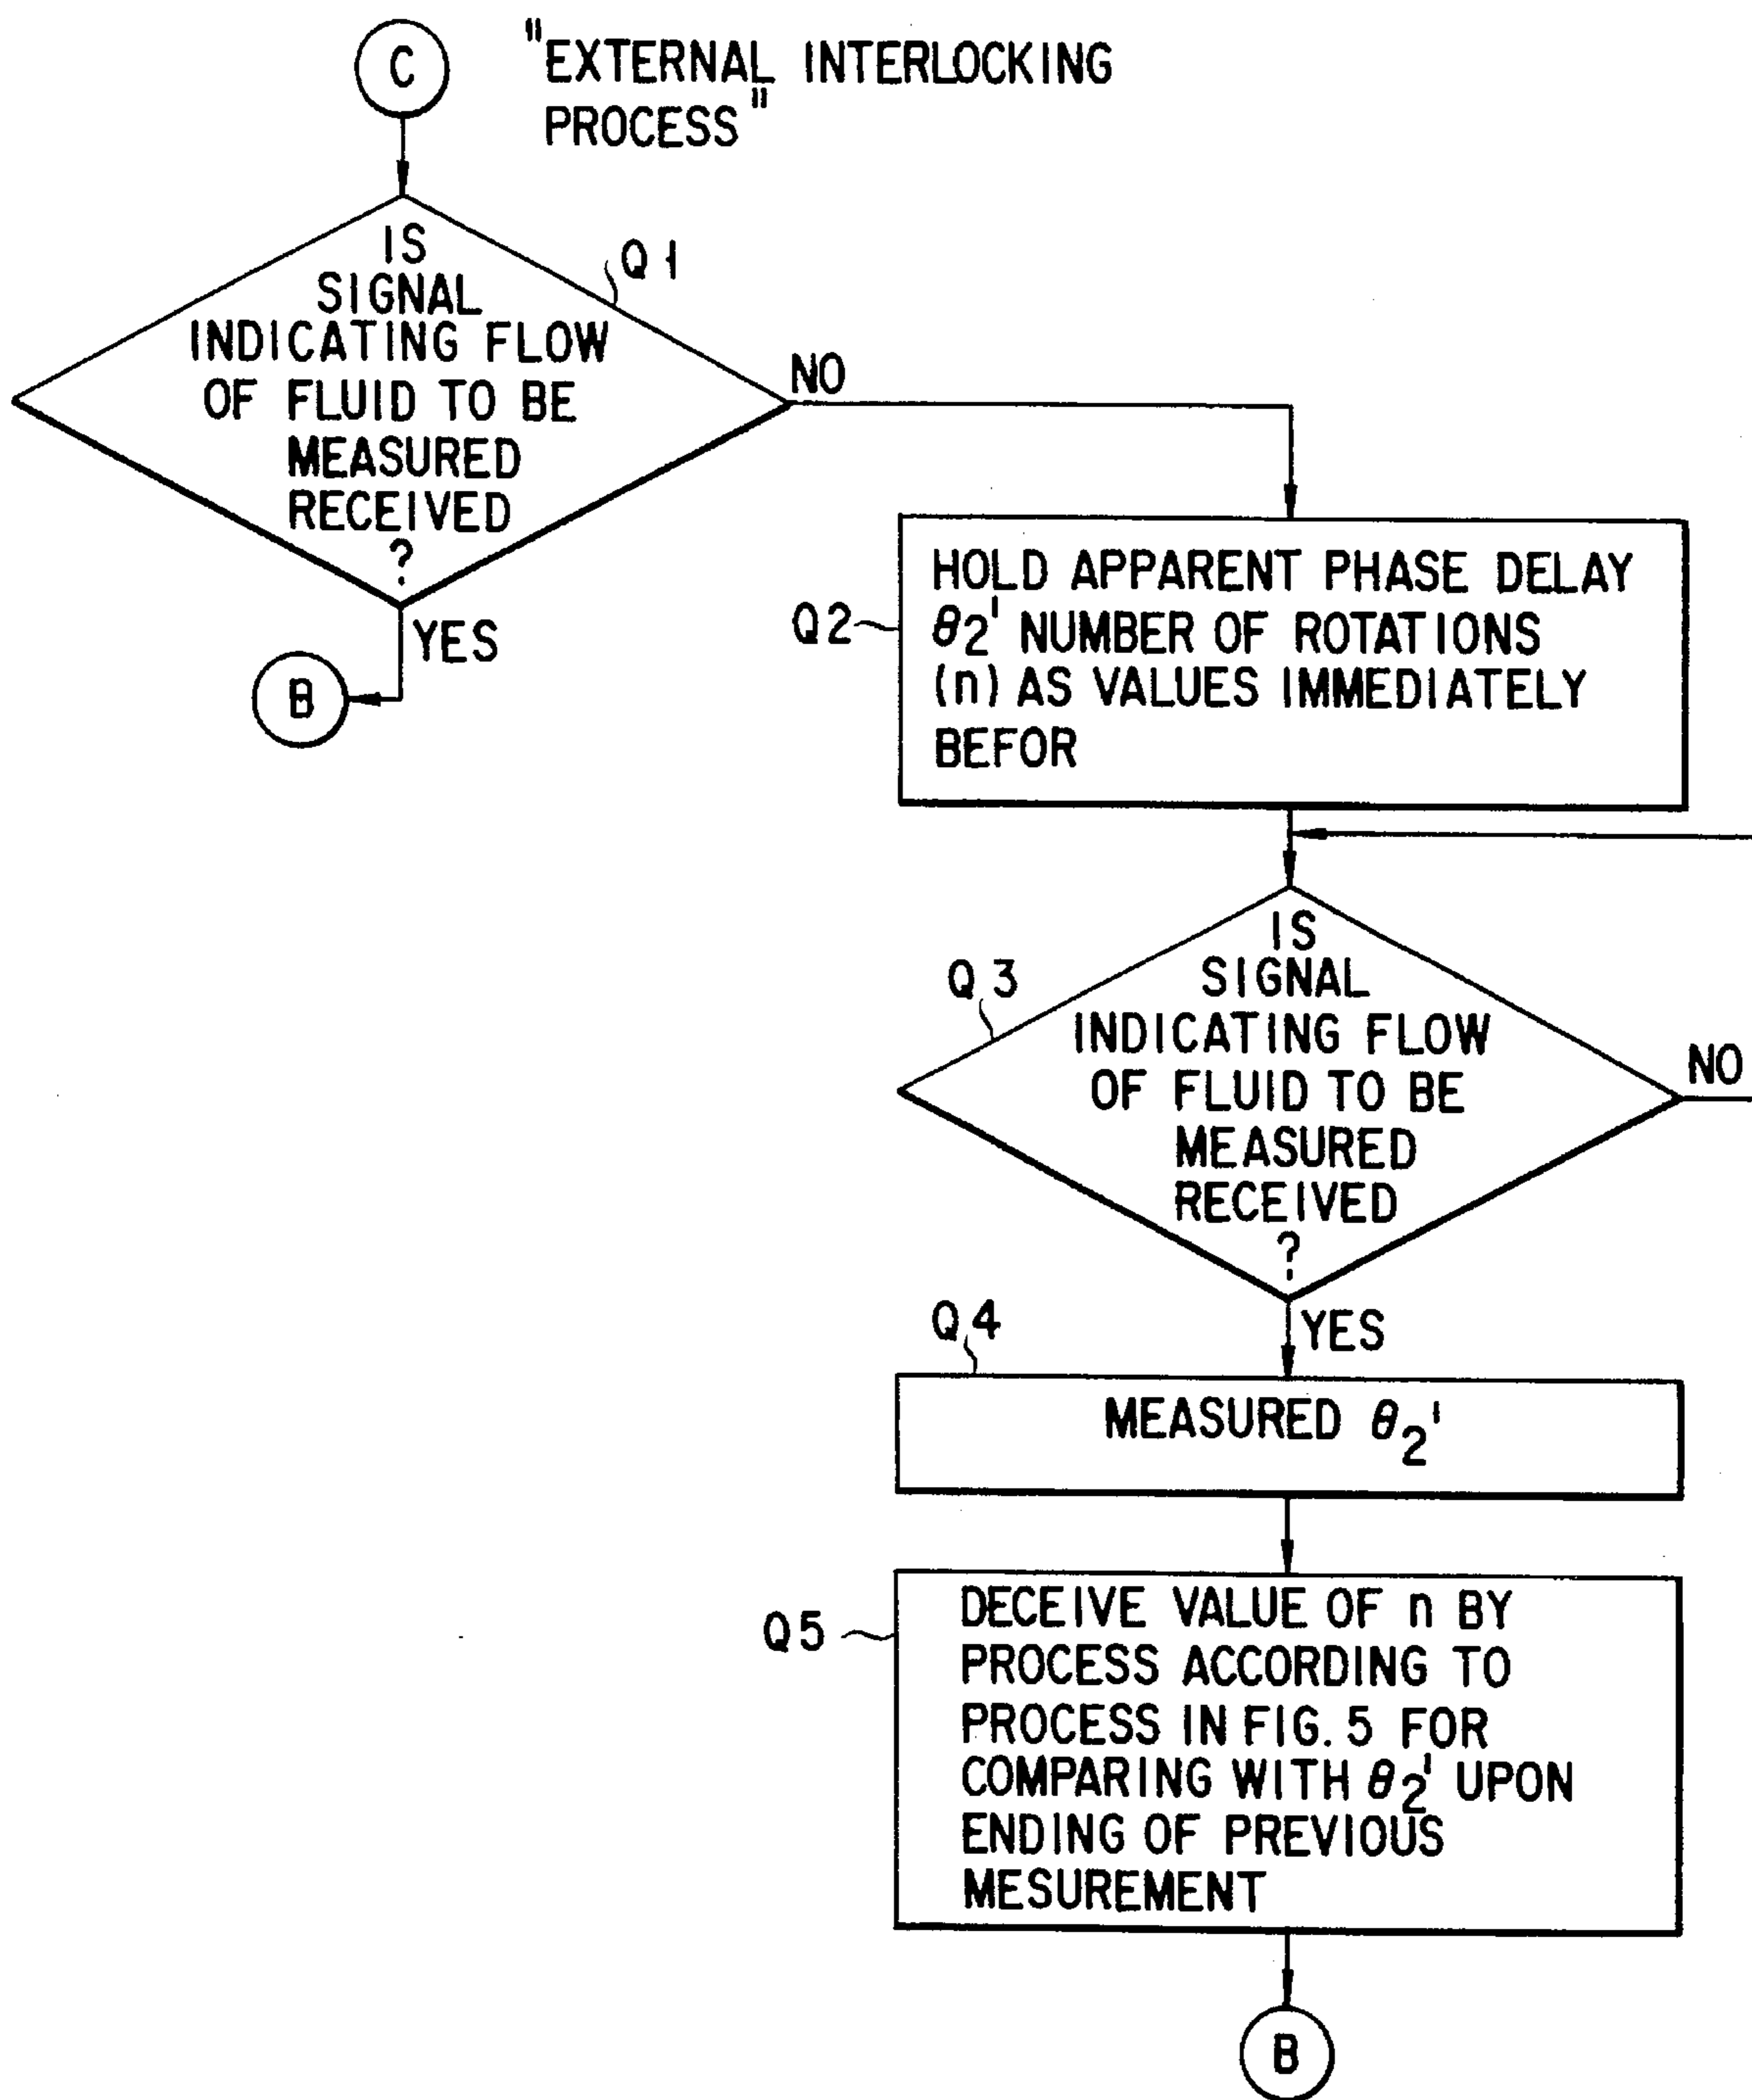 C
"EXTERNAL INTERLOCKING
PROCESS"
IS
SIGNAL
INDICATING FLOW
OF FLUID TO BE
MEASURED
RECEIVED
?
Q1
NO
YES
B
Q2
HOLD APPARENT PHASE DELAY
θ2' NUMBER OF ROTATIONS
(n) AS VALUES IMMEDIATELY
BEFOR
Q3
IS
SIGNAL
INDICATING FLOW
OF FLUID TO BE
MEASURED
RECEIVED
?
NO
YES
Q4
MEASURED θ2'
Q5
DECEIVE VALUE OF n BY
PROCESS ACCORDING TO
PROCESS IN FIG. 5 FOR
COMPARING WITH θ2' UPON
ENDING OF PREVIOUS
MESUREMENT
B